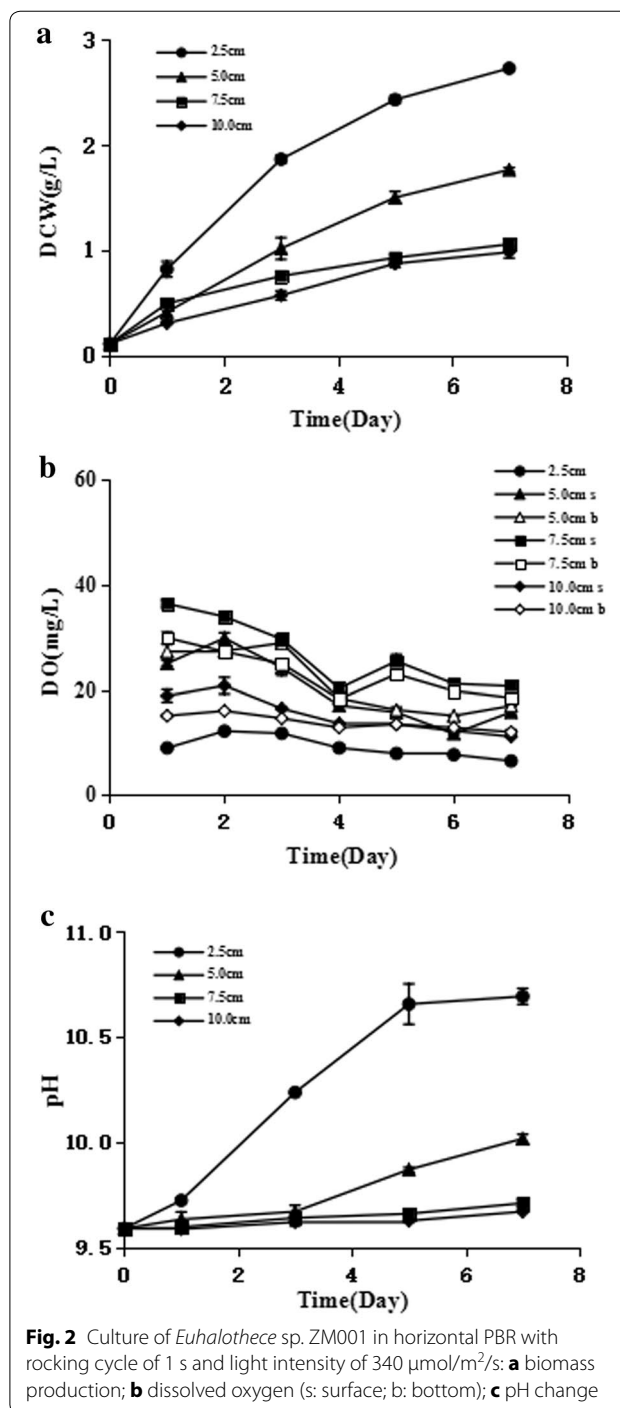 a
3
2
1
0
DCW(g/L)
2.5cm
5.0cm
7.5cm
10.0cm
0 2 4 6 8
Time(Day)
b
60
40
20
0
DO(mg/L)
2.5cm
5.0cm s
5.0cm b
7.5cm s
7.5cm b
10.0cm s
10.0cm b
0 2 4 6 8
Time(Day)
c
11.0
10.5
10.0
9.5
pH
2.5cm
5.0cm
7.5cm
10.0cm
0 2 4 6 8
Time(Day)
Fig. 2 Culture of Euhalothece sp. ZM001 in horizontal PBR with
rocking cycle of 1 s and light intensity of 340 μmol/m²/s: a biomass
production; b dissolved oxygen (s: surface; b: bottom); c pH change